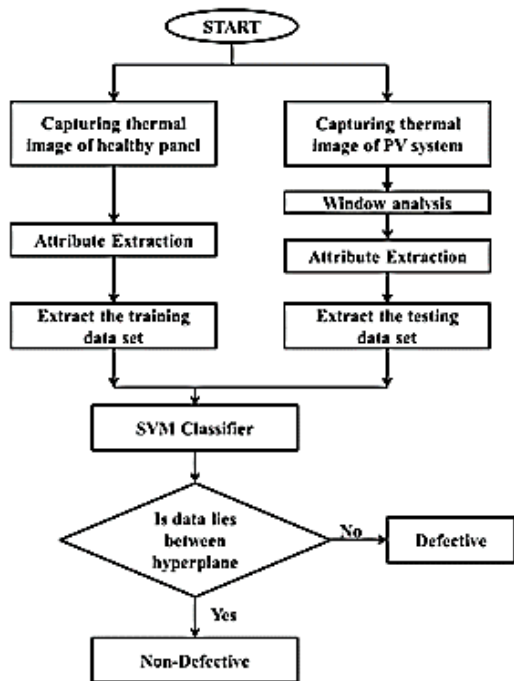 START
Capturing thermal
image of healthy panel
Capturing thermal
image of PV system
Window analysis
Attribute Extraction
Attribute Extraction
Extract the training
data set
Extract the testing
data set
SVM Classifier
Is data lies
between
hyperplane
No
Defective
Yes
Non-Defective